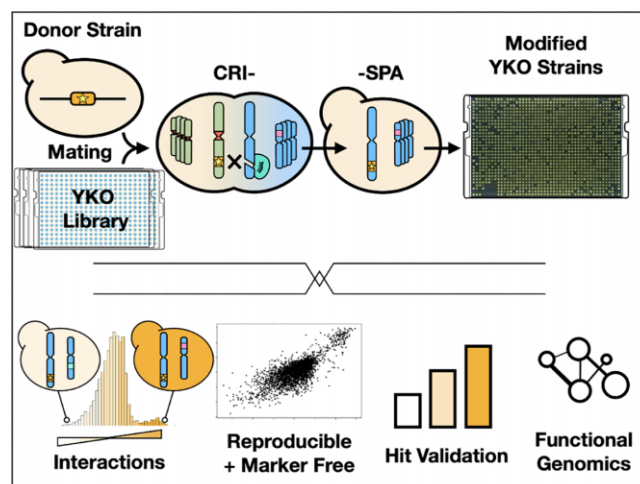 Donor Strain
Mating
YKO
Library
CRI-
-SPA
Modified
YKO Strains
Interactions
Reproducible
+ Marker Free
Hit Validation
Functional
Genomics